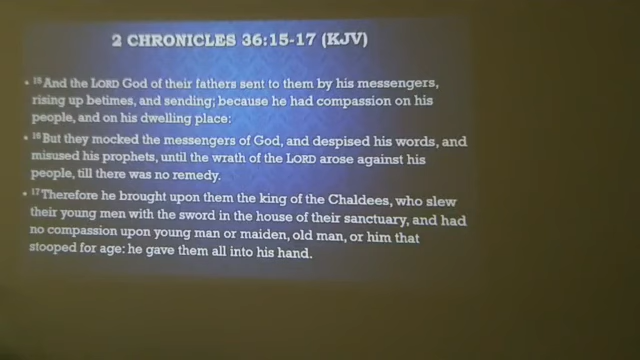 2 CHRONICLES 36:15-17 (KJV)
• 15 And the LORD God of their fathers sent to them by his messengers,
rising up betimes, and sending; because he had compassion on his
people, and on his dwelling place:
• 16 But they mocked the messengers of God, and despised his words, and
misused his prophets, until the wrath of the LORD arose against his
people, till there was no remedy.
• 17 Therefore he brought upon them the king of the Chaldees, who slew
their young men with the sword in the house of their sanctuary, and had
no compassion upon young man or maiden, old man, or him that
stooped for age: he gave them all into his hand.